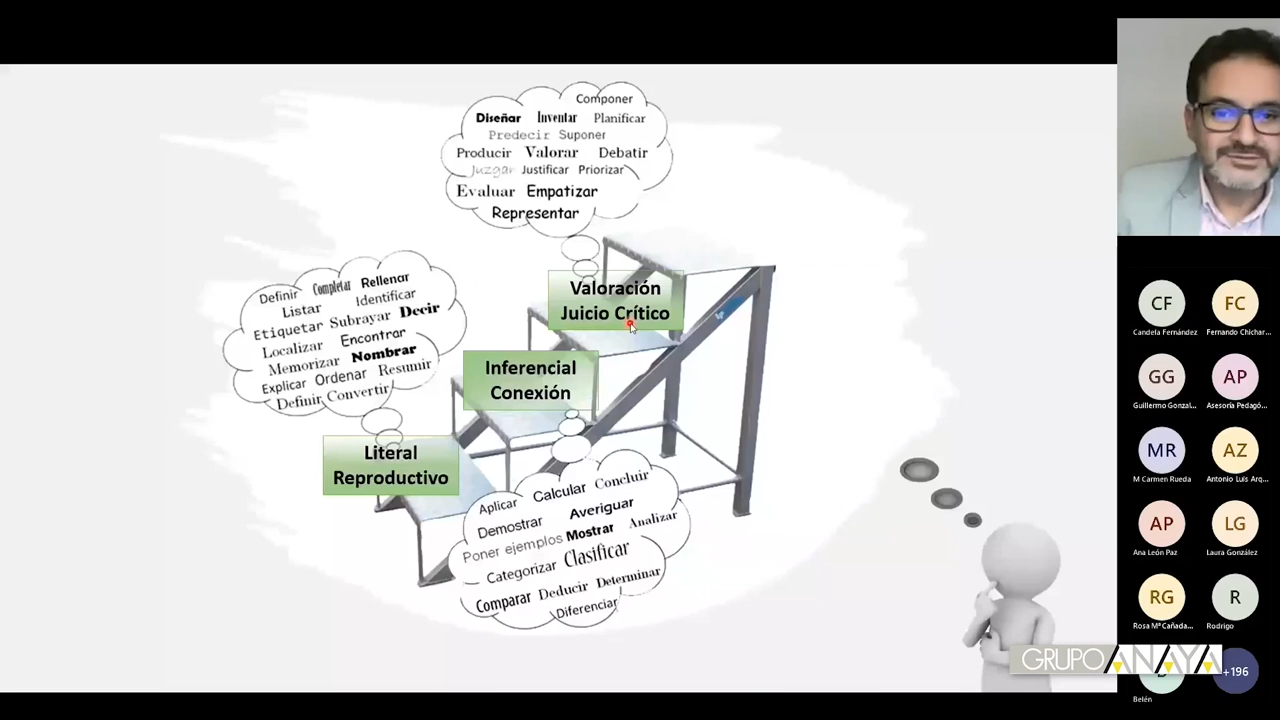 Componer
Diseñar Inventar Planificar
Predecir Suponer
Producir Valorar Debatir
Juzgar Justificar Priorizar
Evaluar Empatizar
Representar
Valoración
Juicio Crítico
Definir Completar Rellenar
Listar Identificar
Etiquetar Subrayar Decir
Localizar Encontrar
Memorizar Nombrar
Explicar Ordenar Resumir
Definir Convertir
Inferencial
Conexión
Literal
Reproductivo
Aplicar Calcular Concluir
Demostrar Averiguar
Poner ejemplos Mostrar Analizar
Categorizar Clasificar
Comparar Deducir Determinar
Diferenciar
CF FC
Candela Fernández Fernando Chichar...
GG AP
Guillermo Gonzal... Asesoría Pedagó...
MR AZ
M Carmen Rueda Antonio Luis Arq...
AP LG
Ana León Paz Laura González
RG R
Rosa Mª Cañada... Rodrigo
GRUPO ANAYA
+196
Belén